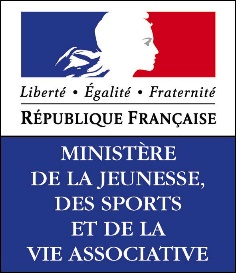 Liberté • Égalité • Fraternité
RÉPUBLIQUE FRANÇAISE
MINISTÈRE
DE LA JEUNESSE,
DES SPORTS
ET DE LA
VIE ASSOCIATIVE